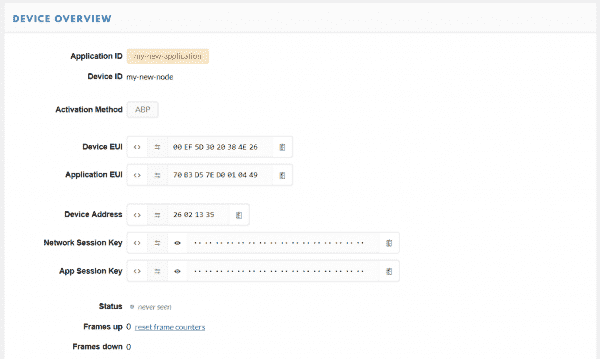 DEVICE OVERVIEW
Application ID my-new-application
Device ID my-new-node
Activation Method ABP
Device EUI 00 EF 5D 30 20 38 4E 26
Application EUI 70 B3 D5 7E D0 01 04 49
Device Address 26 02 13 35
Network Session Key
App Session Key
Status never seen
Frames up 0 reset frame counters
Frames down 0